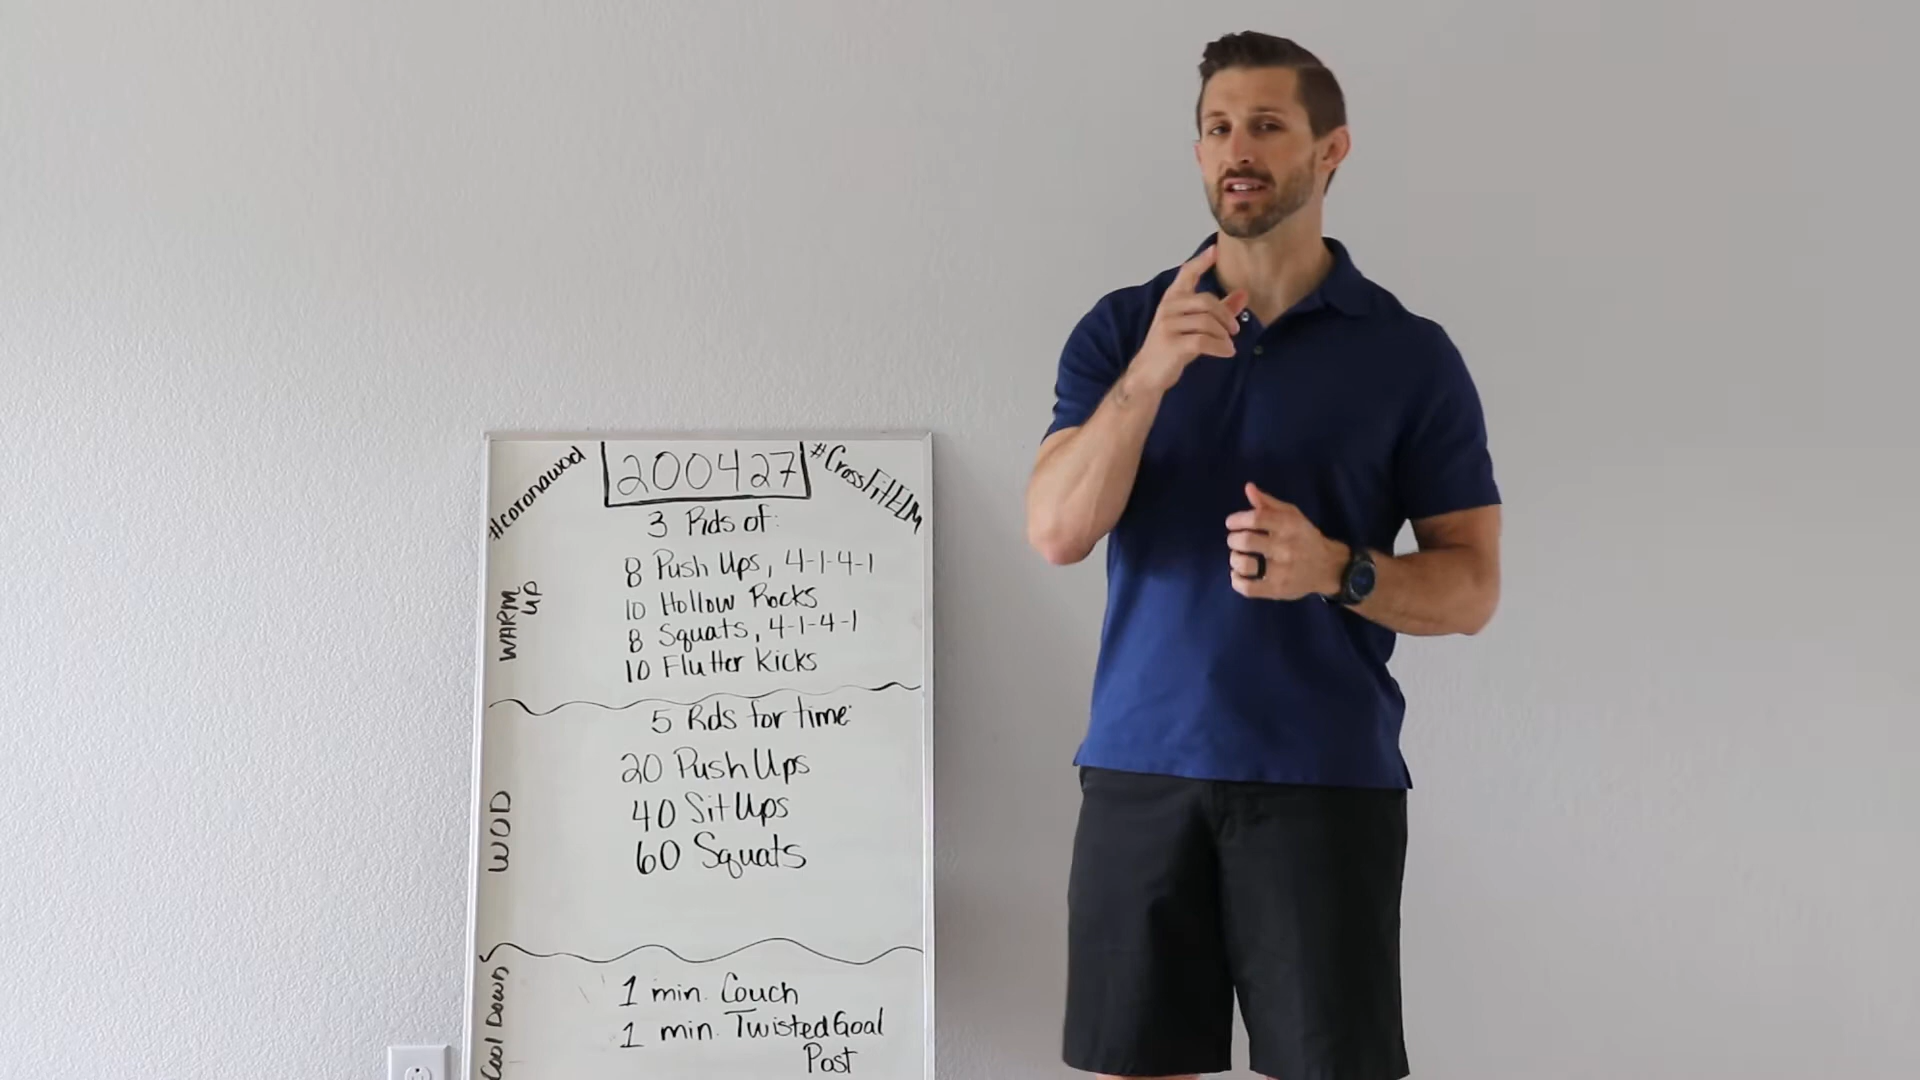 #coronawod
200427
#CrossFitELM
WARM UP
3 Rds of:
8 Push Ups, 4-1-4-1
10 Hollow Rocks
8 Squats, 4-1-4-1
10 Flutter Kicks
WOD
5 Rds for time:
20 Push Ups
40 Sit Ups
60 Squats
Cool Down
1 min. Couch
1 min. Twisted Goal
Post